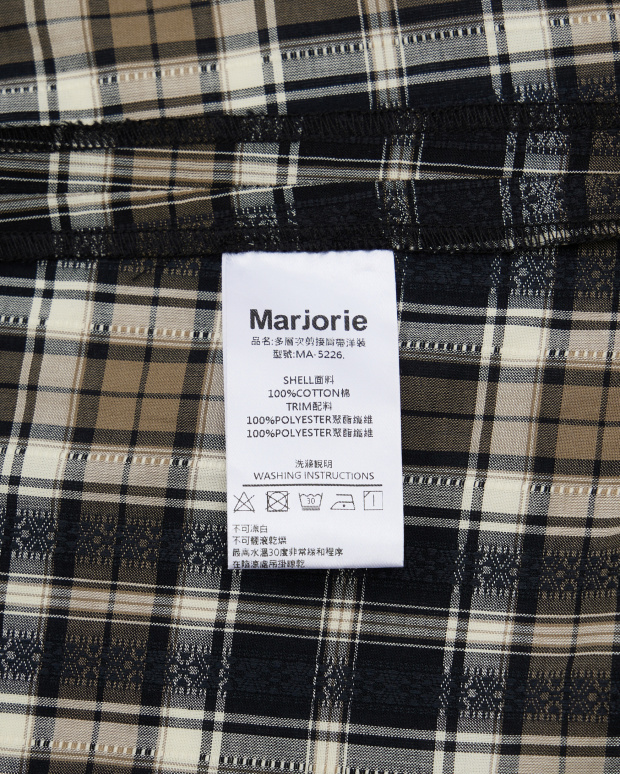 Marjorie
品名:多層次剪接肩帶洋裝
型號:MA-5226.
SHELL面料
100%COTTON棉
TRIM配料
100%POLYESTER聚酯纖維
100%POLYESTER聚酯纖維
洗滌說明
WASHING INSTRUCTIONS
30
不可漂白
不可翻滾乾燥
最高水溫30度非常緩和程序
在陰涼處吊掛晾乾